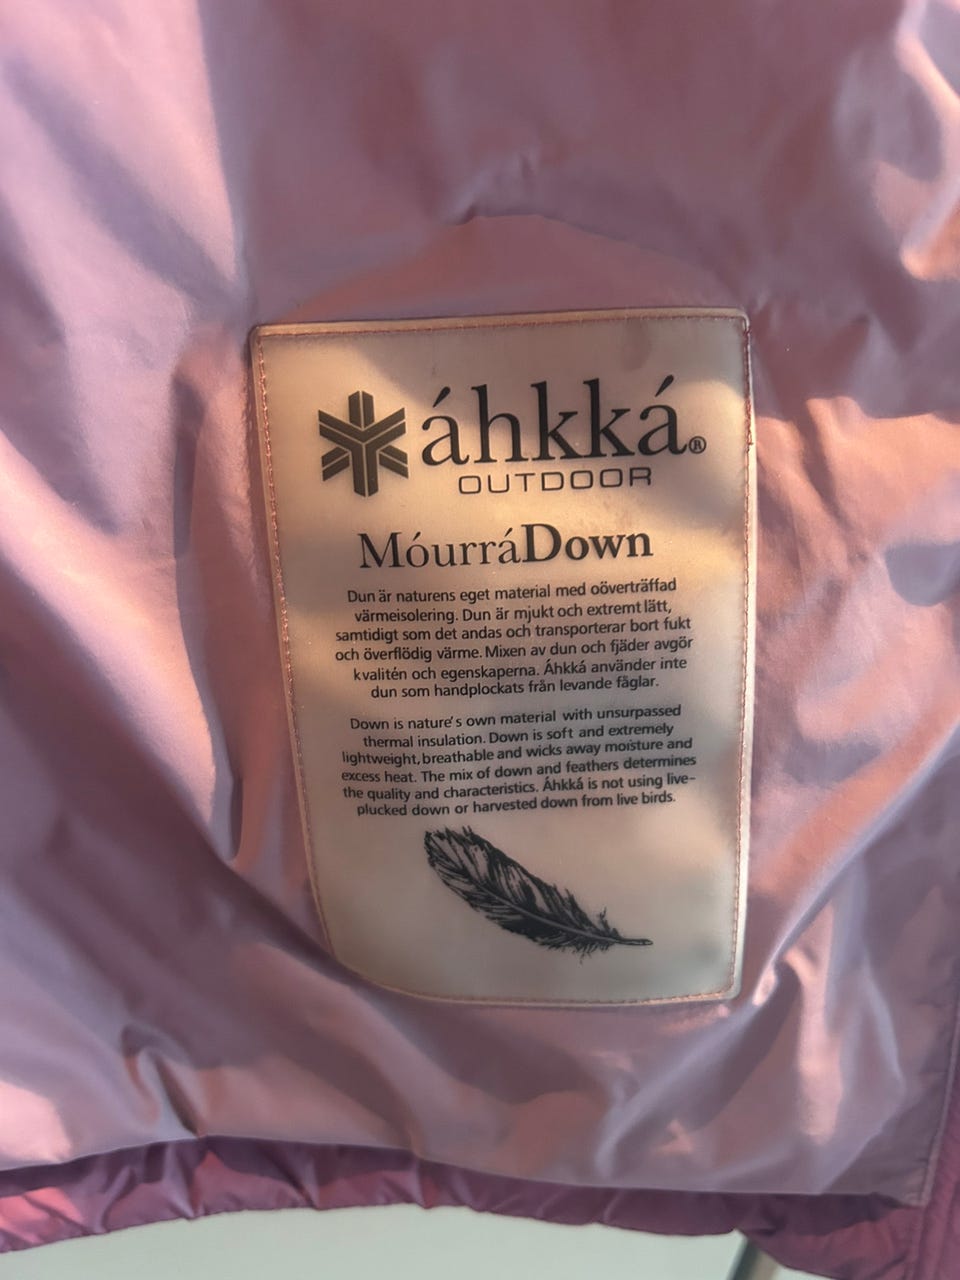 áhkká®
OUTDOOR
MóurráDown
Dun är naturens eget material med oöverträffad
värmeisolering. Dun är mjukt och extremt lätt,
samtidigt som det andas och transporterar bort fukt
och överflödig värme. Mixen av dun och fjäder avgör
kvalitén och egenskaperna. Áhkká använder inte
dun som handplockats från levande fåglar.
Down is nature's own material with unsurpassed
thermal insulation. Down is soft and extremely
lightweight, breathable and wicks away moisture and
excess heat. The mix of down and feathers determines
the quality and characteristics. Áhkká is not using live-
plucked down or harvested down from live birds.